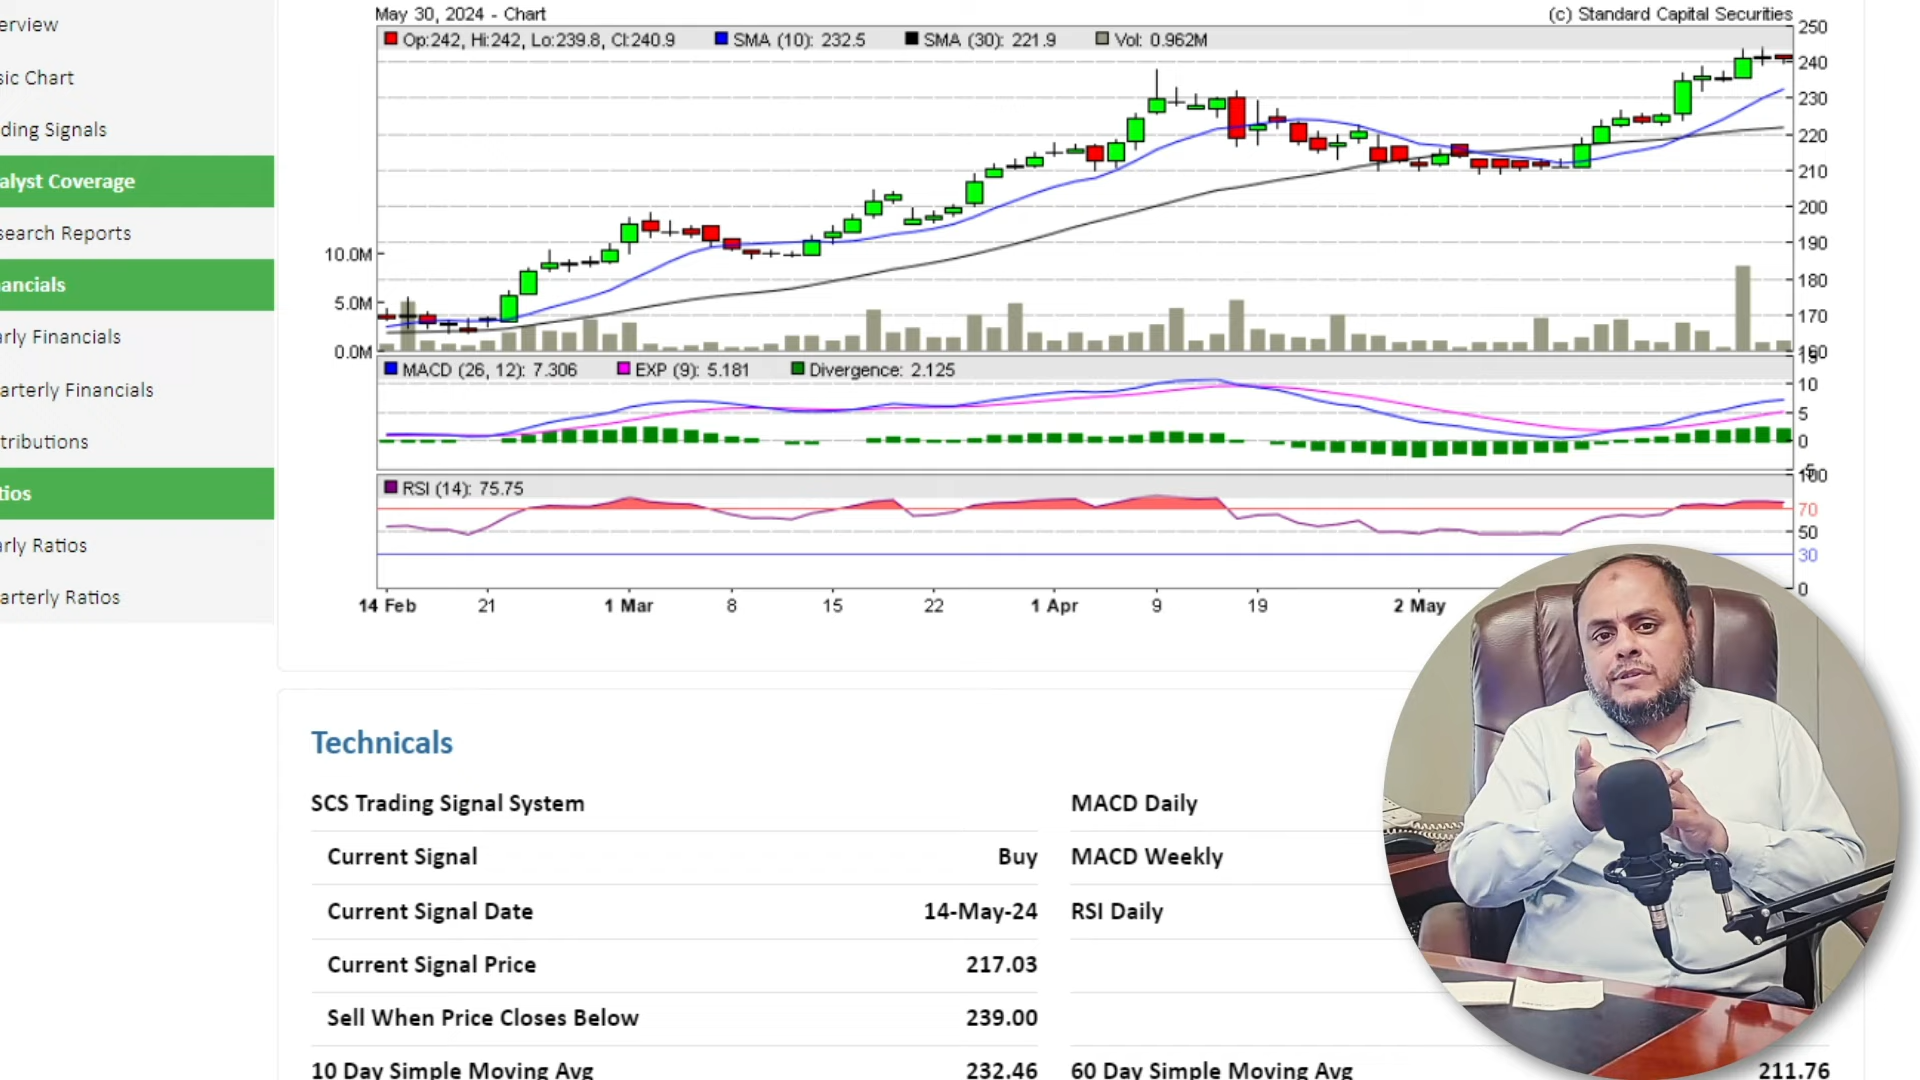 May 30, 2024 - Chart
(c) Standard Capital Securities
Op:242, Hi:242, Lo:239.8, Cl:240.9
SMA (10): 232.5
SMA (30): 221.9
Vol: 0.962M
250
240
230
220
210
200
190
180
170
160
10.0M
5.0M
0.0M
MACD (26, 12): 7.306
EXP (9): 5.181
Divergence: 2.125
15
10
5
0
-5
RSI (14): 75.75
100
70
50
30
0
14 Feb
21
1 Mar
8
15
22
1 Apr
9
19
2 May
erview
sic Chart
ding Signals
alyst Coverage
search Reports
ancials
arly Financials
arterly Financials
tributions
tios
arly Ratios
arterly Ratios
Technicals
SCS Trading Signal System
MACD Daily
Current Signal Buy
MACD Weekly
Current Signal Date 14-May-24
RSI Daily
Current Signal Price 217.03
Sell When Price Closes Below 239.00
10 Day Simple Moving Avg 232.46
60 Day Simple Moving Avg 211.76